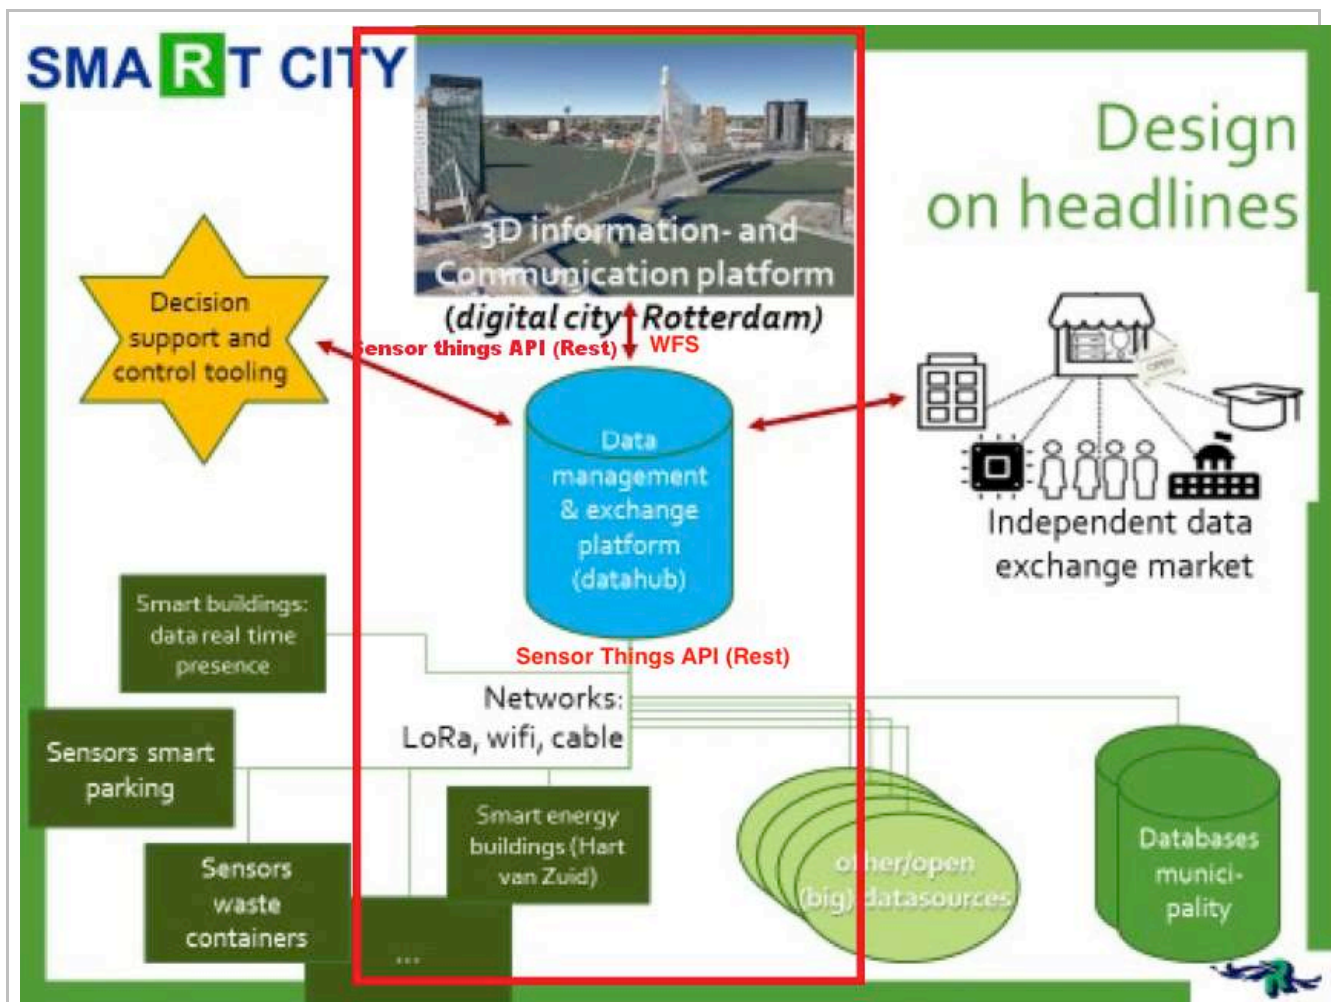 SMART CITY
Design
on headlines
3D information- and
Communication platform
(digital city Rotterdam)
Sensor things API (Rest)
WFS
Decision
support and
control tooling
OPEN
Data
management
& exchange
platform
(datahub)
Independent data
exchange market
Smart buildings:
data real time
presence
Sensor Things API (Rest)
Networks:
LoRa, wifi, cable
Sensors smart
parking
Smart energy
buildings (Hart
van Zuid)
Sensors
waste
containers
...
other/open
(big) datasources
Databases
munici-
pality